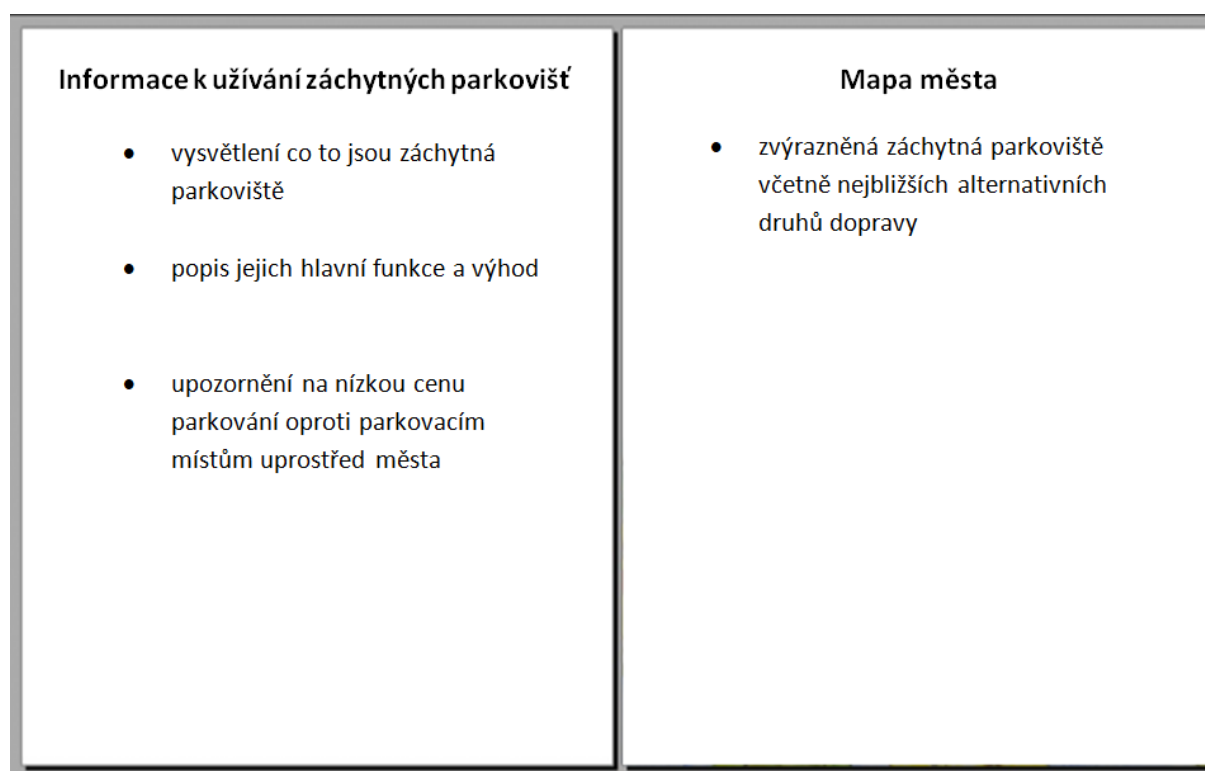 Informace k užívání záchytných parkovišť
• vysvětlení co to jsou záchytná
parkoviště
• popis jejich hlavní funkce a výhod
• upozornění na nízkou cenu
parkování oproti parkovacím
místům uprostřed města
Mapa města
• zvýrazněná záchytná parkoviště
včetně nejbližších alternativních
druhů dopravy